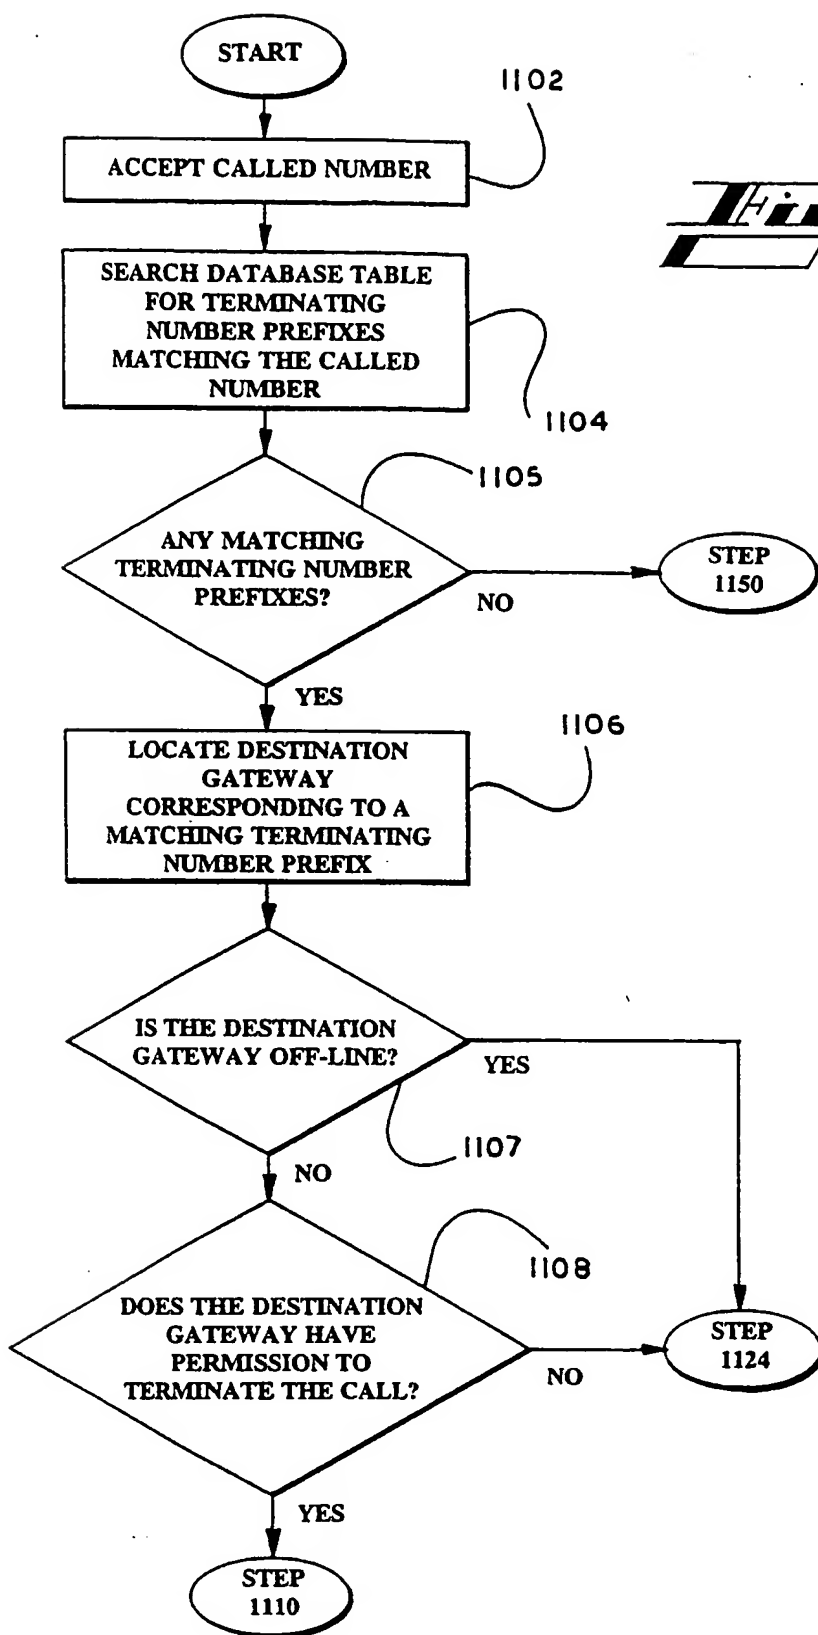 START
1102
ACCEPT CALLED NUMBER
SEARCH DATABASE TABLE
FOR TERMINATING
NUMBER PREFIXES
MATCHING THE CALLED
NUMBER
1104
1105
ANY MATCHING
TERMINATING NUMBER
PREFIXES?
NO
STEP
1150
YES
1106
LOCATE DESTINATION
GATEWAY
CORRESPONDING TO A
MATCHING TERMINATING
NUMBER PREFIX
IS THE DESTINATION
GATEWAY OFF-LINE?
YES
1107
NO
1108
DOES THE DESTINATION
GATEWAY HAVE
PERMISSION TO
TERMINATE THE CALL?
NO
STEP
1124
YES
STEP
1110